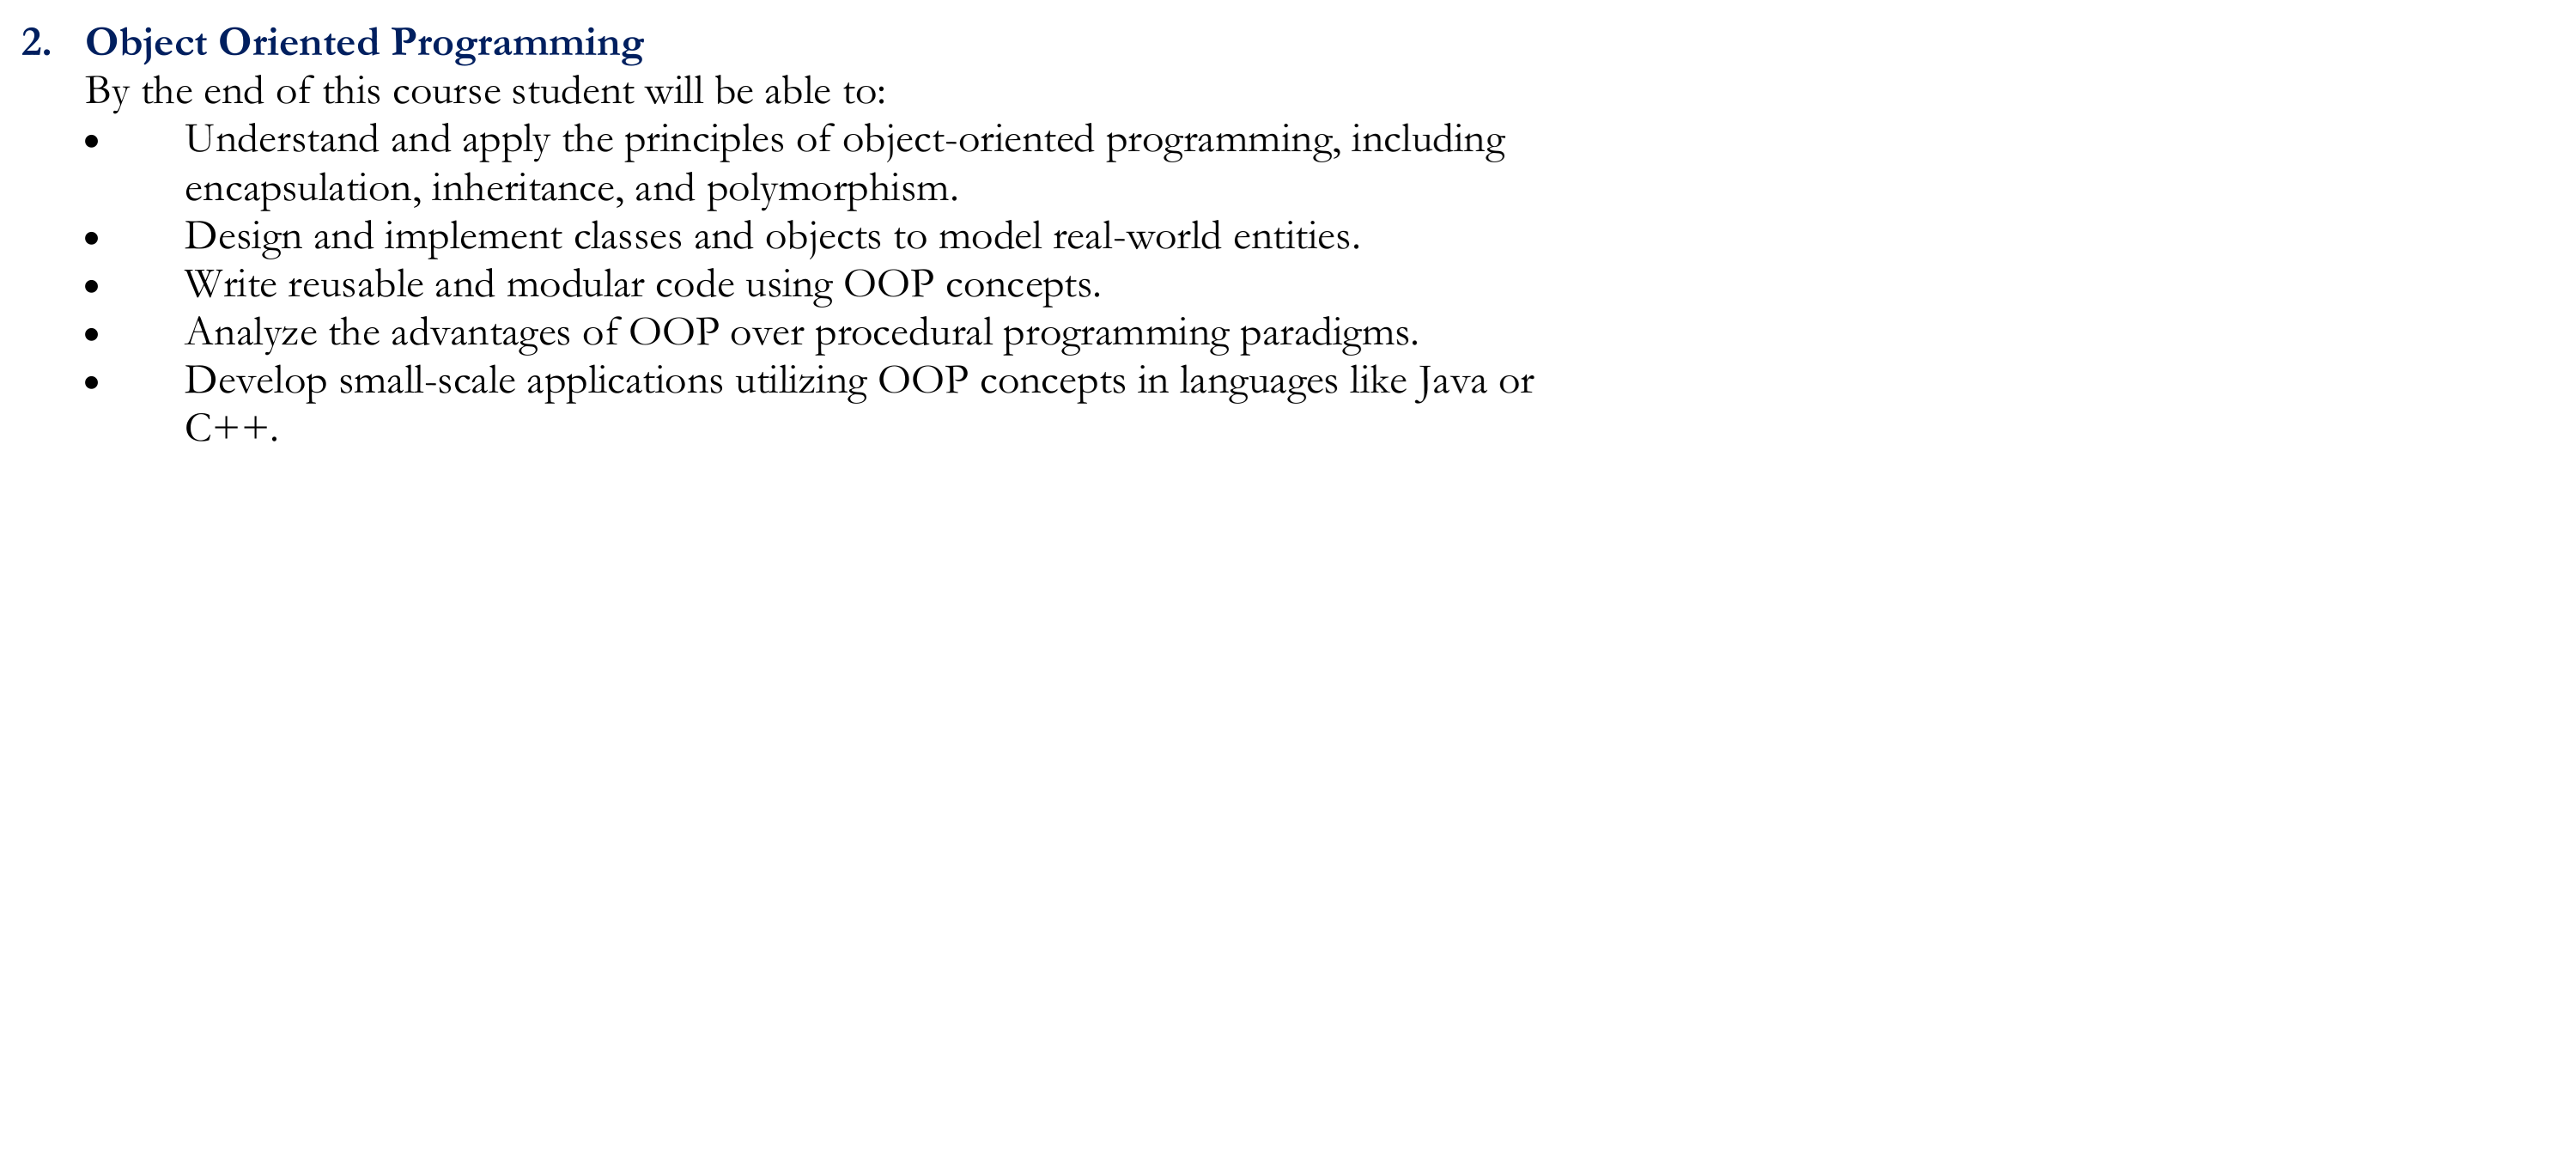 2. Object Oriented Programming
By the end of this course student will be able to:
• Understand and apply the principles of object-oriented programming, including
encapsulation, inheritance, and polymorphism.
• Design and implement classes and objects to model real-world entities.
• Write reusable and modular code using OOP concepts.
• Analyze the advantages of OOP over procedural programming paradigms.
• Develop small-scale applications utilizing OOP concepts in languages like Java or
C++.